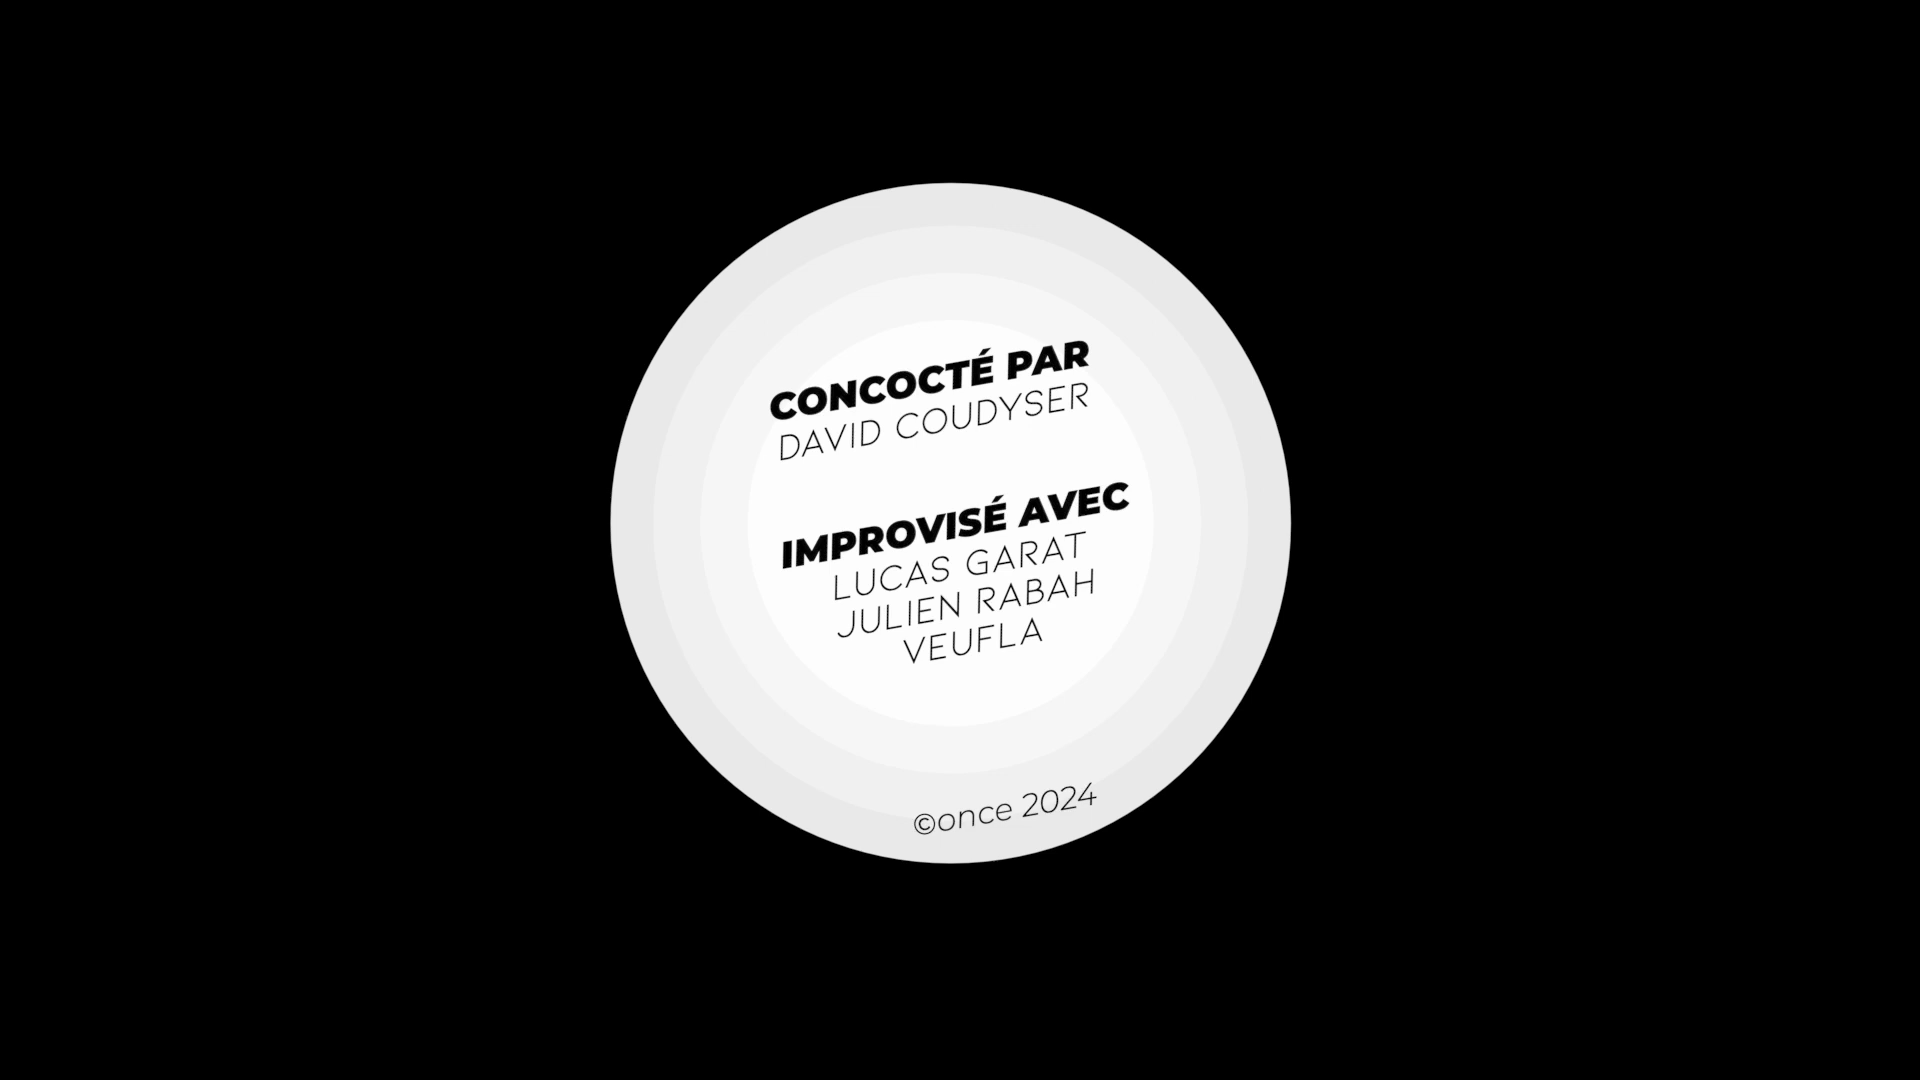 CONCOCTÉ PAR
DAVID COUDYSER
IMPROVISÉ AVEC
LUCAS GARAT
JULIEN RABAH
VEUFLA
©once 2024